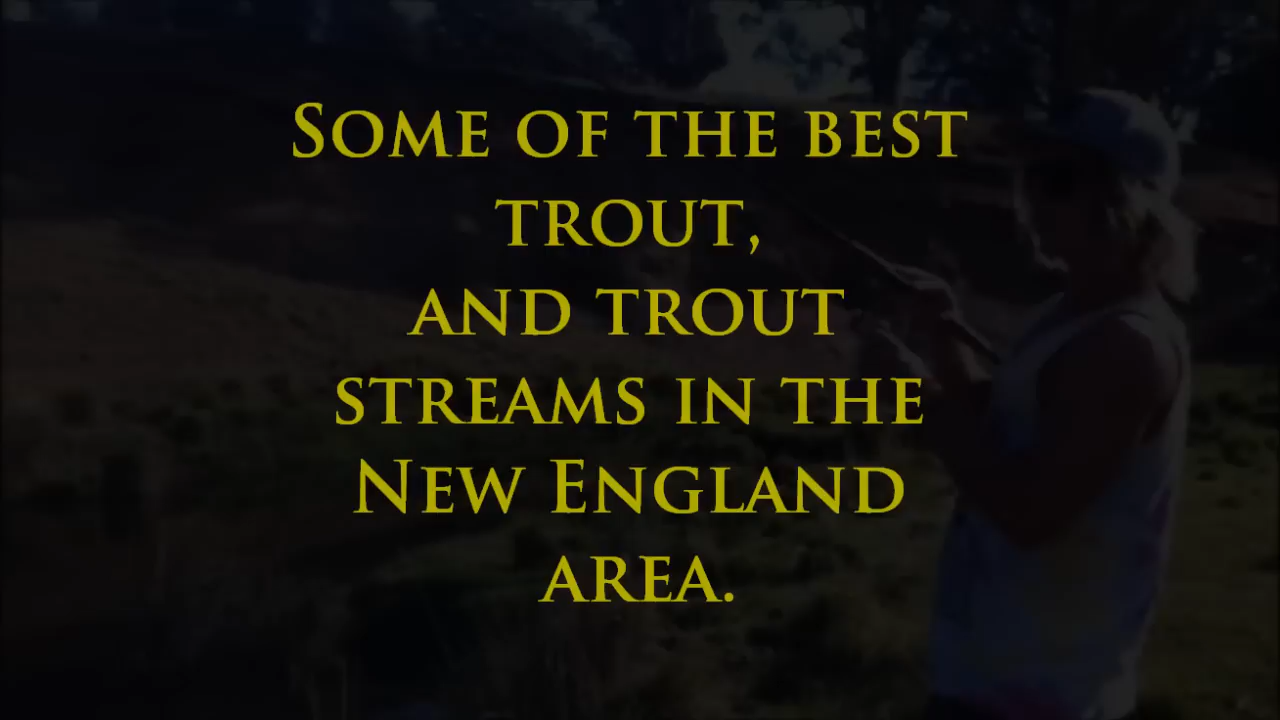 Some of the best
trout,
and trout
streams in the
New England
area.